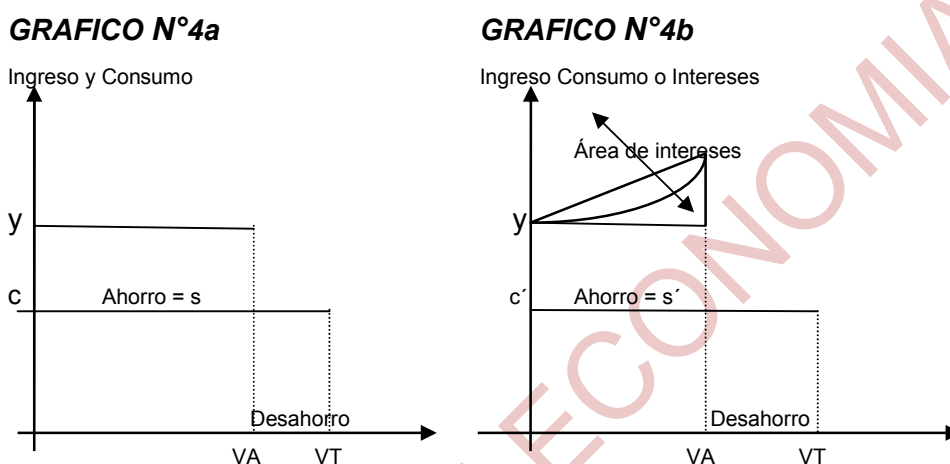 GRAFICO N°4a
Ingreso y Consumo
y
c
Ahorro = s
Desahorro
VA VT
GRAFICO N°4b
Ingreso Consumo o Intereses
Área de intereses
y
c´
Ahorro = s´
Desahorro
VA VT
ECONOMIA